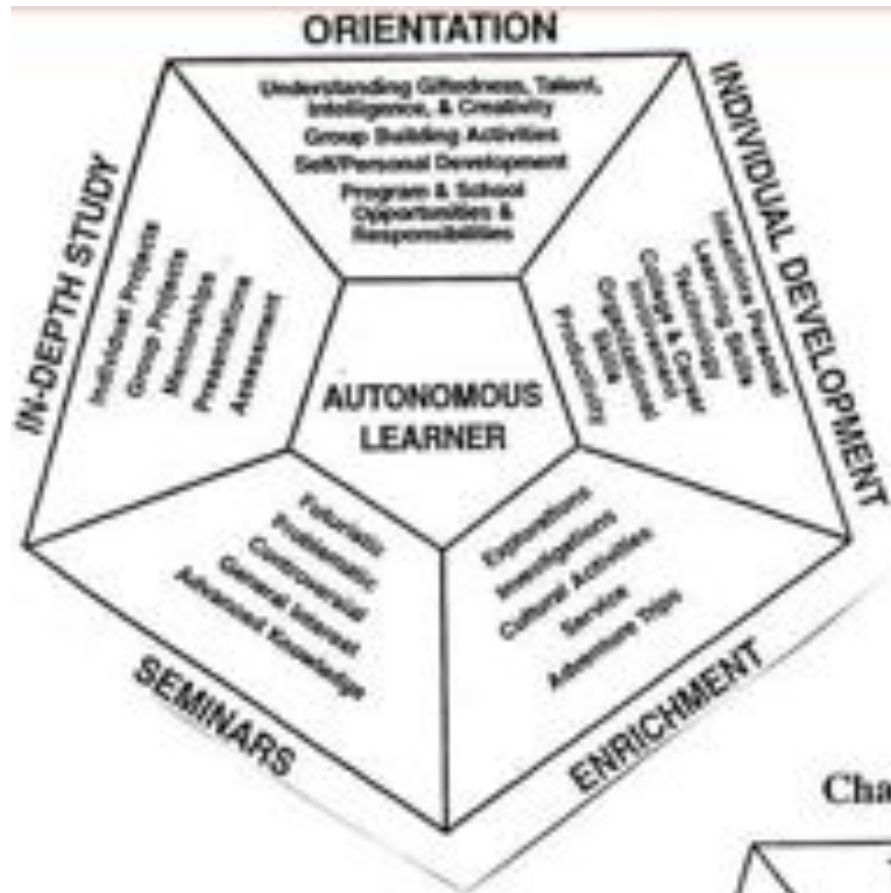 ORIENTATION
Understanding Giftedness, Talent,
Intelligence, & Creativity
Group Building Activities
Self/Personal Development
Program & School
Opportunities &
Responsibilities
INDIVIDUAL DEVELOPMENT
Personal
Learning Skills
Technology
College & Career
Involvement
Organizational
Skills
Productivity
ENRICHMENT
Explorations
Investigations
Cultural Activities
Service
Adventure Trips
SEMINARS
Futuristic
Problematic
Controversial
General Interest
Advanced Knowledge
IN-DEPTH STUDY
Individual Projects
Group Projects
Mentorships
Presentations
Assessment
AUTONOMOUS
LEARNER
Cha